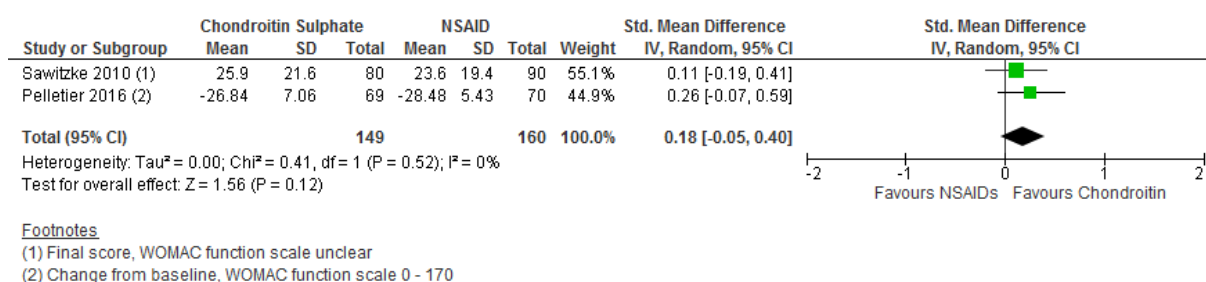 Chondroitin Sulphate NSAID Std. Mean Difference Std. Mean Difference
Study or Subgroup Mean SD Total Mean SD Total Weight IV, Random, 95% CI IV, Random, 95% CI
Sawitzke 2010 (1) 25.9 21.6 80 23.6 19.4 90 55.1% 0.11 [-0.19, 0.41]
Pelletier 2016 (2) -26.84 7.06 69 -28.48 5.43 70 44.9% 0.26 [-0.07, 0.59]
Total (95% CI) 149 160 100.0% 0.18 [-0.05, 0.40]
Heterogeneity: Tau² = 0.00; Chi² = 0.41, df = 1 (P = 0.52); I² = 0%
Test for overall effect: Z = 1.56 (P = 0.12)
-2 -1 0 1 2
Favours NSAIDs Favours Chondroitin
Footnotes
(1) Final score, WOMAC function scale unclear
(2) Change from baseline, WOMAC function scale 0 - 170